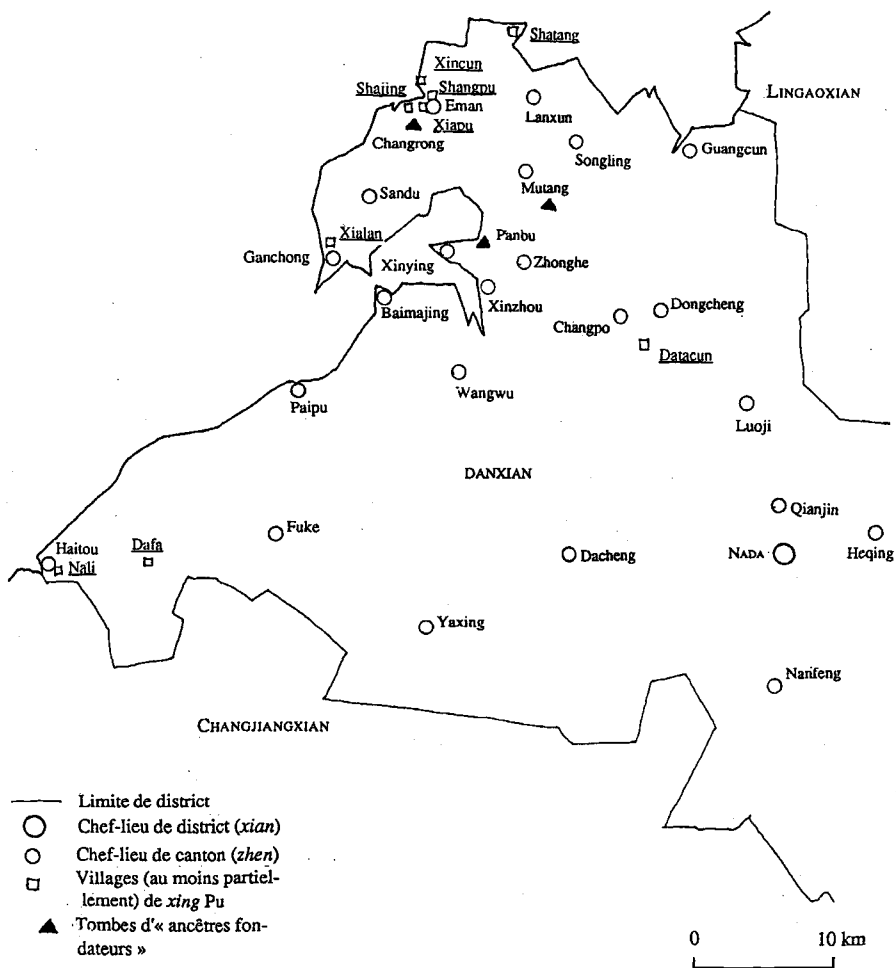 Shatang
Xincun
Shajing
Shangpu
Eman
Lanxun
LINGAOXIAN
Xiapu
Changrong
Songling
Guangcun
Mutang
Sandu
Xialan
Panbu
Ganchong
Xinying
Zhonghe
Xinzhou
Baimajing
Dongcheng
Changpo
Datacun
Wangwu
Paipu
Luoji
DANXIAN
Qianjin
Fuke
Dafa
Haitou
Nali
Dacheng
NADA
Heqing
Yaxing
Nanfeng
CHANGJIANGXIAN
Limite de district
Chef-lieu de district (xian)
Chef-lieu de canton (zhen)
Villages (au moins partiel-
lement) de xing Pu
Tombes d'« ancêtres fon-
dateurs »
0 10 km